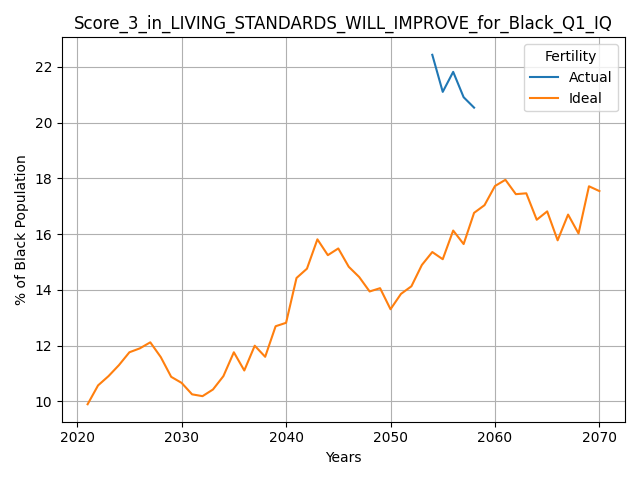 Score_3_in_LIVING_STANDARDS_WILL_IMPROVE_for_Black_Q1_IQ
Fertility
Actual
Ideal
% of Black Population
22
20
18
16
14
12
10
2020
2030
2040
2050
2060
2070
Years